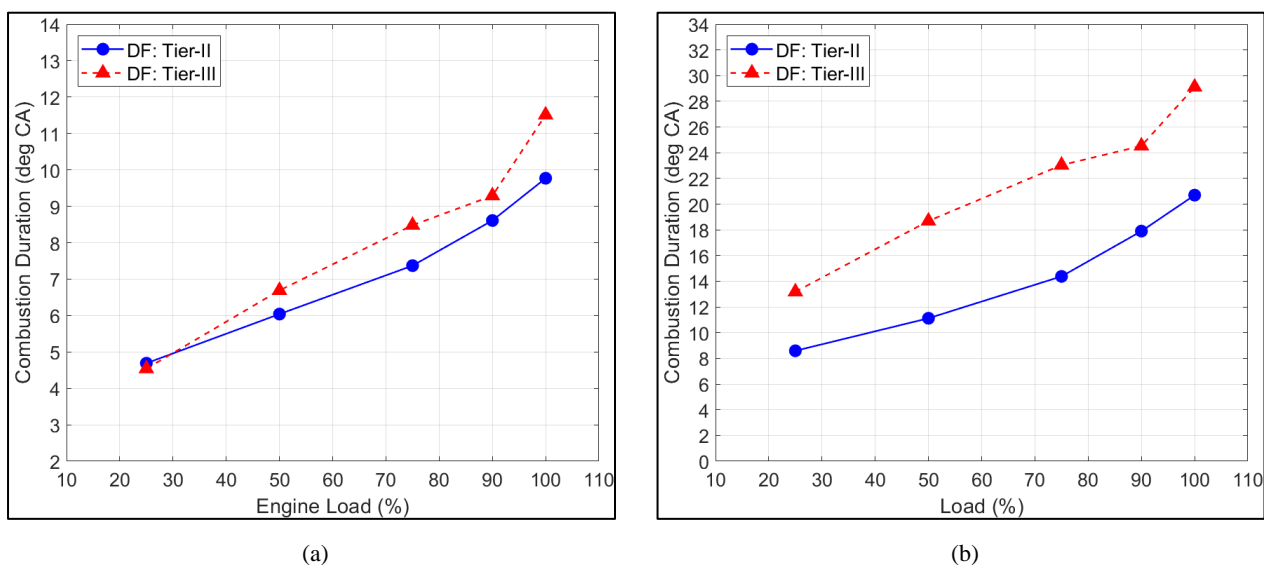 14
13
12
11
10
9
8
7
6
5
4
3
2
Combustion Duration (deg CA)
DF: Tier-II
DF: Tier-III
10 20 30 40 50 60 70 80 90 100 110
Engine Load (%)
(a)
34
32
30
28
26
24
22
20
18
16
14
12
10
8
6
4
2
0
Combustion Duration (deg CA)
DF: Tier-II
DF: Tier-III
10 20 30 40 50 60 70 80 90 100 110
Load (%)
(b)